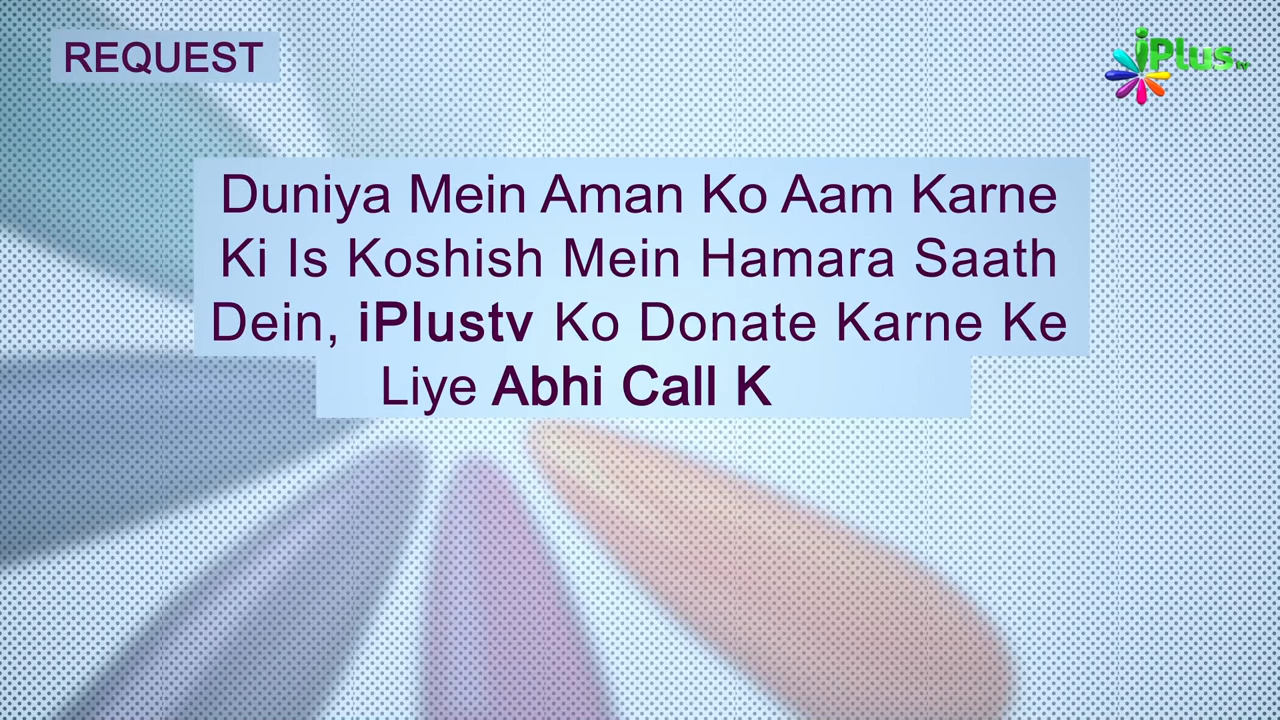 REQUEST
iPlus tv
Duniya Mein Aman Ko Aam Karne
Ki Is Koshish Mein Hamara Saath
Dein, iPlustv Ko Donate Karne Ke
Liye Abhi Call K